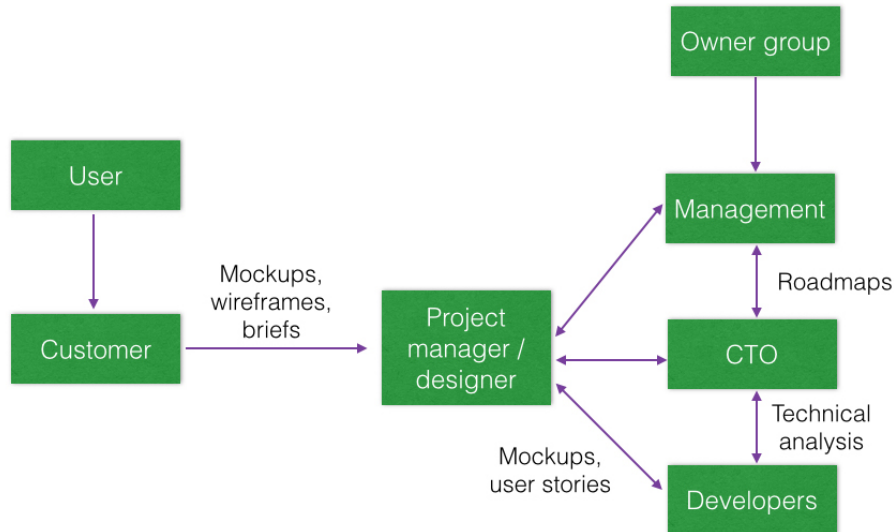 Owner group
User
Management
Mockups,
wireframes,
briefs
Roadmaps
Customer
Project
manager /
designer
CTO
Technical
analysis
Mockups,
user stories
Developers